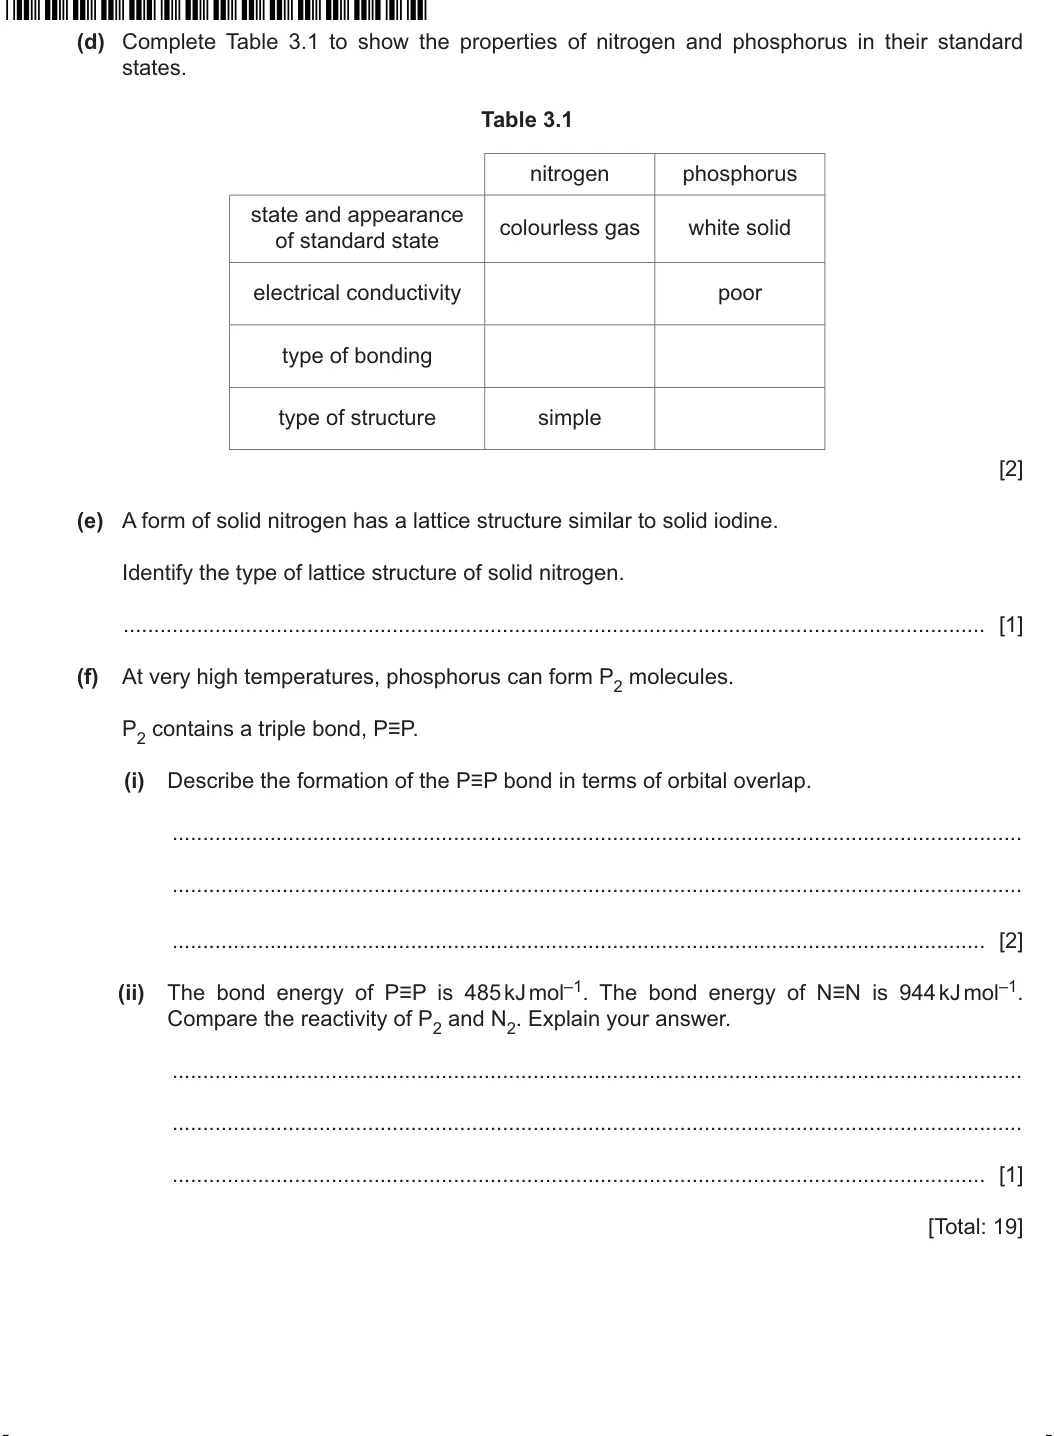 (d) Complete Table 3.1 to show the properties of nitrogen and phosphorus in their standard
states.
Table 3.1
nitrogen phosphorus
state and appearance
of standard state colourless gas white solid
electrical conductivity poor
type of bonding
type of structure simple
[2]
(e) A form of solid nitrogen has a lattice structure similar to solid iodine.
Identify the type of lattice structure of solid nitrogen.
[1]
(f) At very high temperatures, phosphorus can form P₂ molecules.
P₂ contains a triple bond, P≡P.
(i) Describe the formation of the P≡P bond in terms of orbital overlap.
[2]
(ii) The bond energy of P≡P is 485 kJ mol⁻¹. The bond energy of N≡N is 944 kJ mol⁻¹.
Compare the reactivity of P₂ and N₂. Explain your answer.
[1]
[Total: 19]